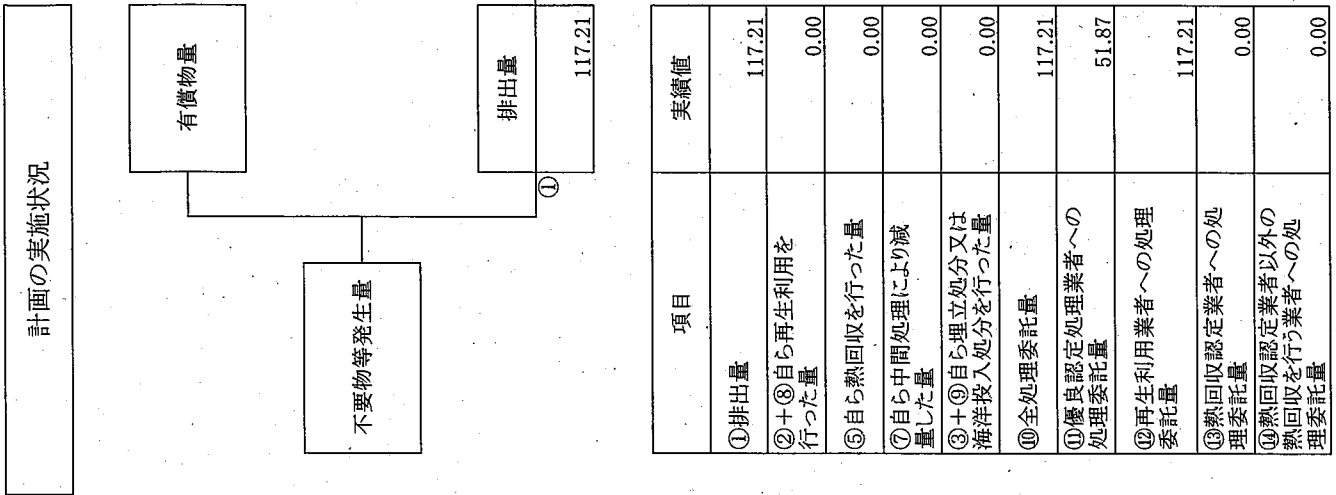 計画の実施状況
有償物量
不要物等発生量
排出量
①
117.21
項目
実績値
①排出量
117.21
②+⑧自ら再生利用を
行った量
0.00
⑤自ら熱回収を行った量
0.00
⑦自ら中間処理により減
量した量
0.00
③+⑨自ら埋立処分又は
海洋投入処分を行った量
0.00
⑩全処理委託量
117.21
⑪優良認定処理業者への
処理委託量
51.87
⑫再生利用業者への処理
委託量
117.21
⑬熱回収認定業者への処
理委託量
0.00
⑭熱回収認定業者以外の
熱回収を行う業者への処
理委託量
0.00